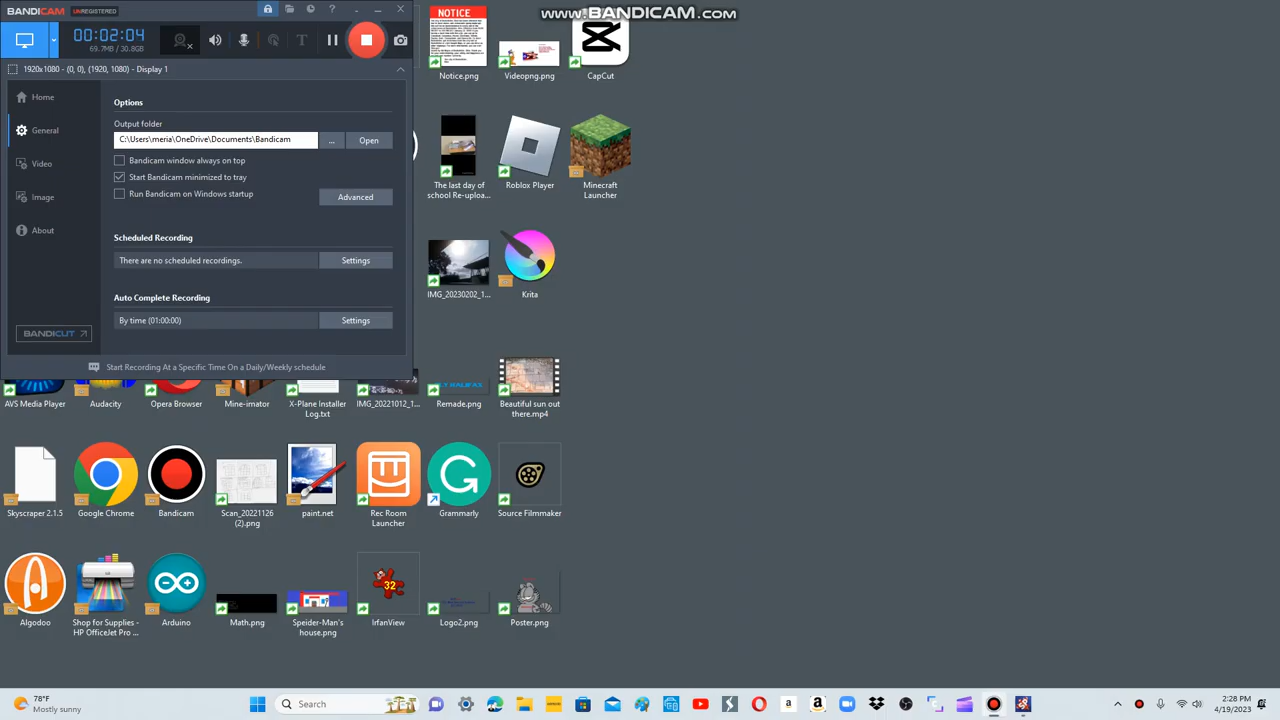 BANDICAM UNREGISTERED
00:02:04
69.7MB / 30.8GB
1920x1080 - (0, 0), (1920, 1080) - Display 1
Home
General
Video
Image
About
BANDICUT
Options
Output folder
C:\Users\meria\OneDrive\Documents\Bandicam
...
Open
Bandicam window always on top
Start Bandicam minimized to tray
Run Bandicam on Windows startup
Advanced
Scheduled Recording
There are no scheduled recordings.
Settings
Auto Complete Recording
By time (01:00:00)
Settings
Start Recording At a Specific Time On a Daily/Weekly schedule
www.BANDICAM.com
NOTICE
Notice.png
Videopng.png
CapCut
The last day of
school Re-uploa...
Roblox Player
Minecraft
Launcher
IMG_20230202_1...
Krita
AVS Media Player
Audacity
Opera Browser
Mine-imator
X-Plane Installer
Log.txt
IMG_20221012_1...
Remade.png
Beautiful sun out
there.mp4
Skyscraper 2.1.5
Google Chrome
Bandicam
Scan_20221126
(2).png
paint.net
Rec Room
Launcher
Grammarly
Source Filmmaker
Algodoo
Shop for Supplies -
HP OfficeJet Pro ...
Arduino
Math.png
Speider-Man's
house.png
32
IrfanView
Logo2.png
Poster.png
78°F
Mostly sunny
Search
2:28 PM
4/13/2023